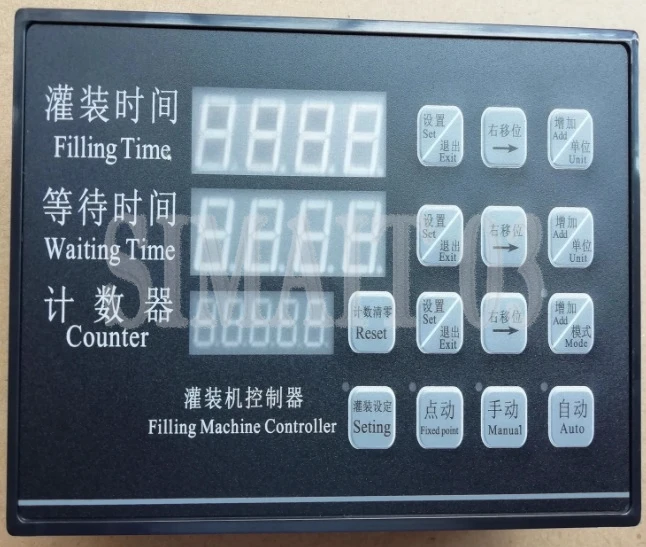 灌装时间
Filling Time
设置
Set
退出
Exit
右移位
增加
Add
单位
Unit
等待时间
Waiting Time
设置
Set
退出
Exit
右移位
增加
Add
单位
Unit
计数器
Counter
计数清零
Reset
设置
Set
退出
Exit
右移位
增加
Add
模式
Mode
灌装机控制器
Filling Machine Controller
灌装设定
Seting
点动
Fixed point
手动
Manual
自动
Auto